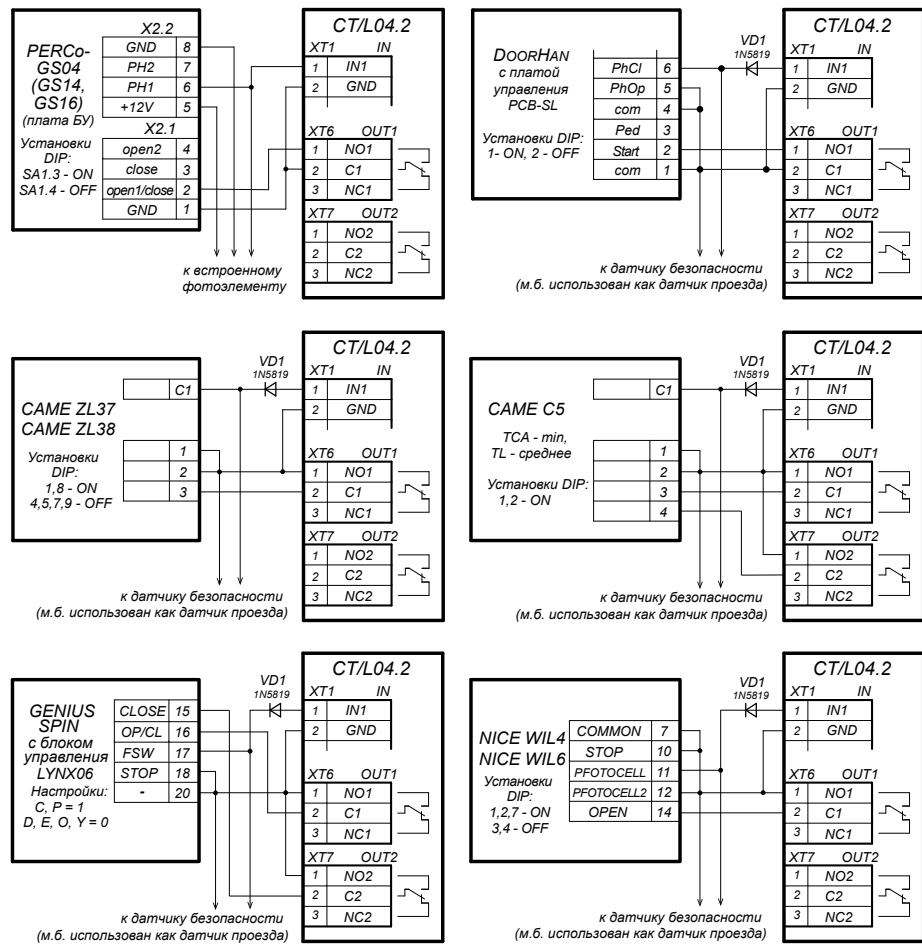 PERCo-
GS04
(GS14,
GS16)
(плата БУ)
Установки
DIP:
SA1.3 - ON
SA1.4 - OFF
X2.2
GND 8
PH2 7
PH1 6
+12V 5
X2.1
open2 4
close 3
open1/close 2
GND 1
к встроенному
фотоэлементу
CT/L04.2
XT1 IN
1 IN1
2 GND
XT6 OUT1
1 NO1
2 C1
3 NC1
XT7 OUT2
1 NO2
2 C2
3 NC2
DOORHAN
с платой
управления
PCB-SL
Установки DIP:
1- ON, 2 - OFF
PhCl 6
PhOp 5
com 4
Ped 3
Start 2
com 1
VD1
1N5819
к датчику безопасности
(м.б. использован как датчик проезда)
CT/L04.2
XT1 IN
1 IN1
2 GND
XT6 OUT1
1 NO1
2 C1
3 NC1
XT7 OUT2
1 NO2
2 C2
3 NC2
CAME ZL37
CAME ZL38
Установки
DIP:
1,8 - ON
4,5,7,9 - OFF
C1
1
2
3
VD1
1N5819
к датчику безопасности
(м.б. использован как датчик проезда)
CT/L04.2
XT1 IN
1 IN1
2 GND
XT6 OUT1
1 NO1
2 C1
3 NC1
XT7 OUT2
1 NO2
2 C2
3 NC2
CAME C5
TCA - min,
TL - среднее
Установки DIP:
1,2 - ON
C1
1
2
3
4
VD1
1N5819
к датчику безопасности
(м.б. использован как датчик проезда)
CT/L04.2
XT1 IN
1 IN1
2 GND
XT6 OUT1
1 NO1
2 C1
3 NC1
XT7 OUT2
1 NO2
2 C2
3 NC2
GENIUS
SPIN
с блоком
управления
LYNX06
Настройки:
C, P = 1
D, E, O, Y = 0
CLOSE 15
OP/CL 16
FSW 17
STOP 18
- 20
VD1
1N5819
к датчику безопасности
(м.б. использован как датчик проезда)
CT/L04.2
XT1 IN
1 IN1
2 GND
XT6 OUT1
1 NO1
2 C1
3 NC1
XT7 OUT2
1 NO2
2 C2
3 NC2
NICE WIL4
NICE WIL6
Установки
DIP:
1,2,7 - ON
3,4 - OFF
COMMON 7
STOP 10
PFOTOCELL 11
PFOTOCELL2 12
OPEN 14
VD1
1N5819
к датчику безопасности
(м.б. использован как датчик проезда)
CT/L04.2
XT1 IN
1 IN1
2 GND
XT6 OUT1
1 NO1
2 C1
3 NC1
XT7 OUT2
1 NO2
2 C2
3 NC2